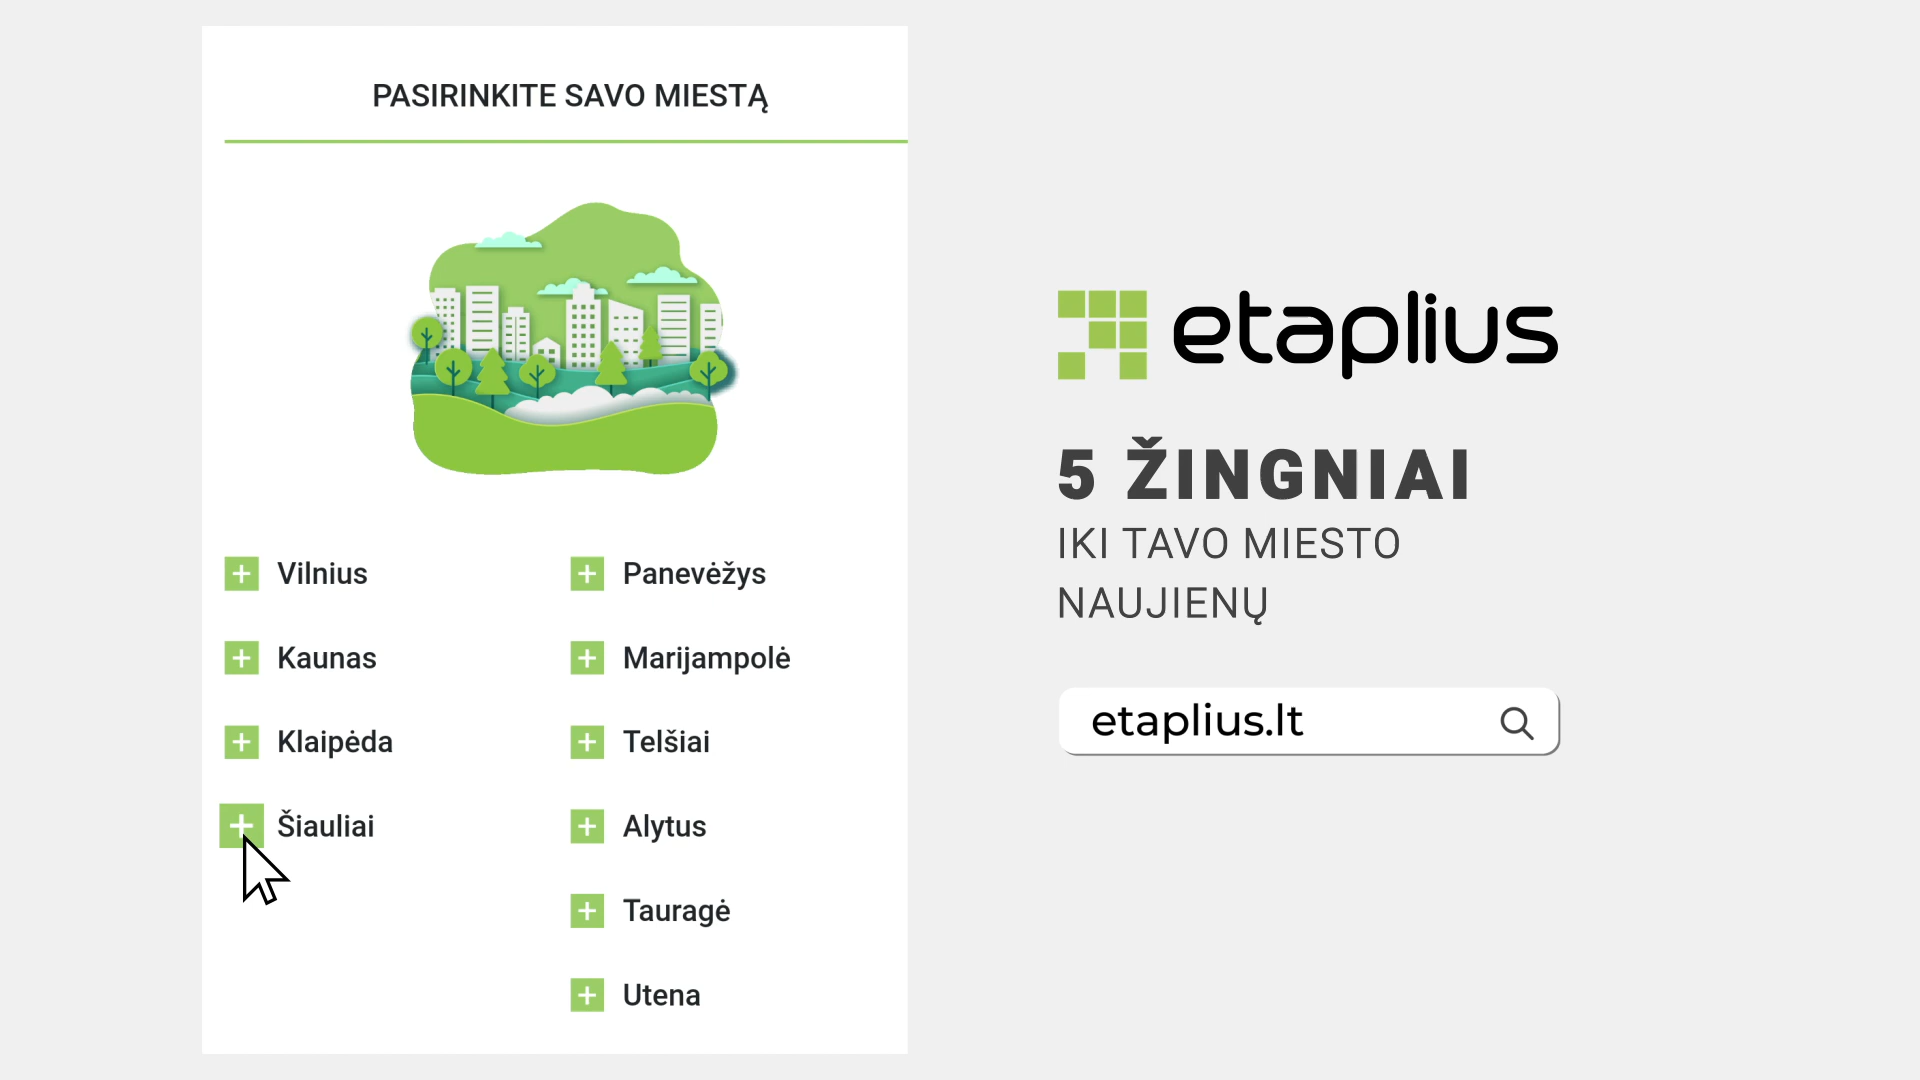 PASIRINKITE SAVO MIESTĄ
Vilnius
Kaunas
Klaipėda
Šiauliai
Panevėžys
Marijampolė
Telšiai
Alytus
Tauragė
Utena
etaplius
5 ŽINGNIAI
IKI TAVO MIESTO
NAUJIENŲ
etaplius.lt